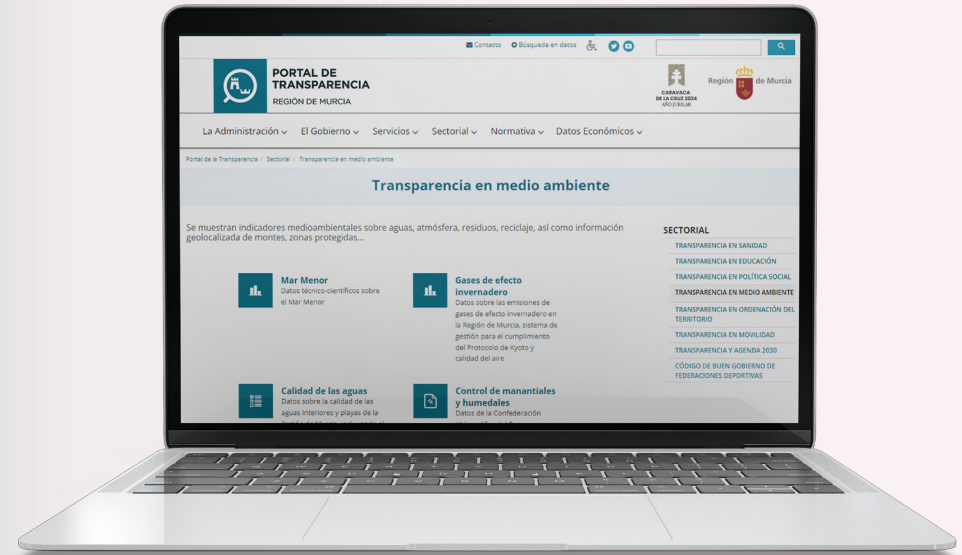 Contacto Búsqueda en datos
PORTAL DE
TRANSPARENCIA
REGIÓN DE MURCIA
CARAVACA
DE LA CRUZ 2024
AÑO JUBILAR
Región de Murcia
La Administración El Gobierno Servicios Sectorial Normativa Datos Económicos
Portal de la Transparencia / Sectorial / Transparencia en medio ambiente
Transparencia en medio ambiente
Se muestran indicadores medioambientales sobre aguas, atmósfera, residuos, reciclaje, así como información
geolocalizada de montes, zonas protegidas...
Mar Menor
Datos técnico-científicos sobre
el Mar Menor
Gases de efecto
invernadero
Datos sobre las emisiones de
gases de efecto invernadero en
la Región de Murcia, sistema de
gestión para el cumplimiento
del Protocolo de Kyoto y
calidad del aire
Calidad de las aguas
Datos sobre la calidad de las
aguas interiores y playas de la
Control de manantiales
y humedales
Datos de la Confederación
SECTORIAL
TRANSPARENCIA EN SANIDAD
TRANSPARENCIA EN EDUCACIÓN
TRANSPARENCIA EN POLÍTICA SOCIAL
TRANSPARENCIA EN MEDIO AMBIENTE
TRANSPARENCIA EN ORDENACIÓN DEL
TERRITORIO
TRANSPARENCIA EN MOVILIDAD
TRANSPARENCIA Y AGENDA 2030
CÓDIGO DE BUEN GOBIERNO DE
FEDERACIONES DEPORTIVAS